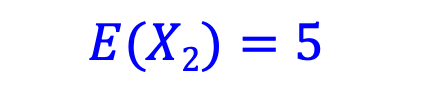 E(X₂) = 5